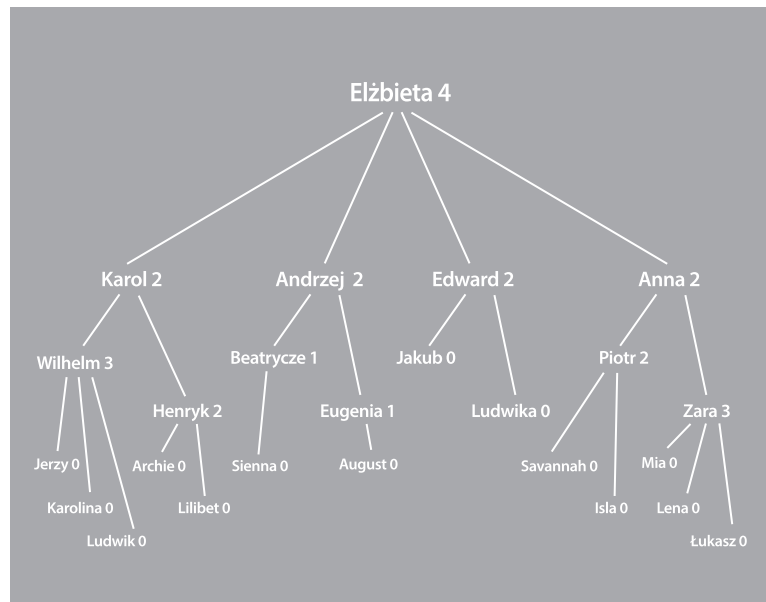 Elżbieta 4
Karol 2
Andrzej 2
Edward 2
Anna 2
Wilhelm 3
Beatrycze 1
Jakub 0
Piotr 2
Henryk 2
Eugenia 1
Ludwika 0
Zara 3
Jerzy 0
Archie 0
Sienna 0
August 0
Savannah 0
Mia 0
Karolina 0
Lilibet 0
Isla 0
Lena 0
Ludwik 0
Łukasz 0